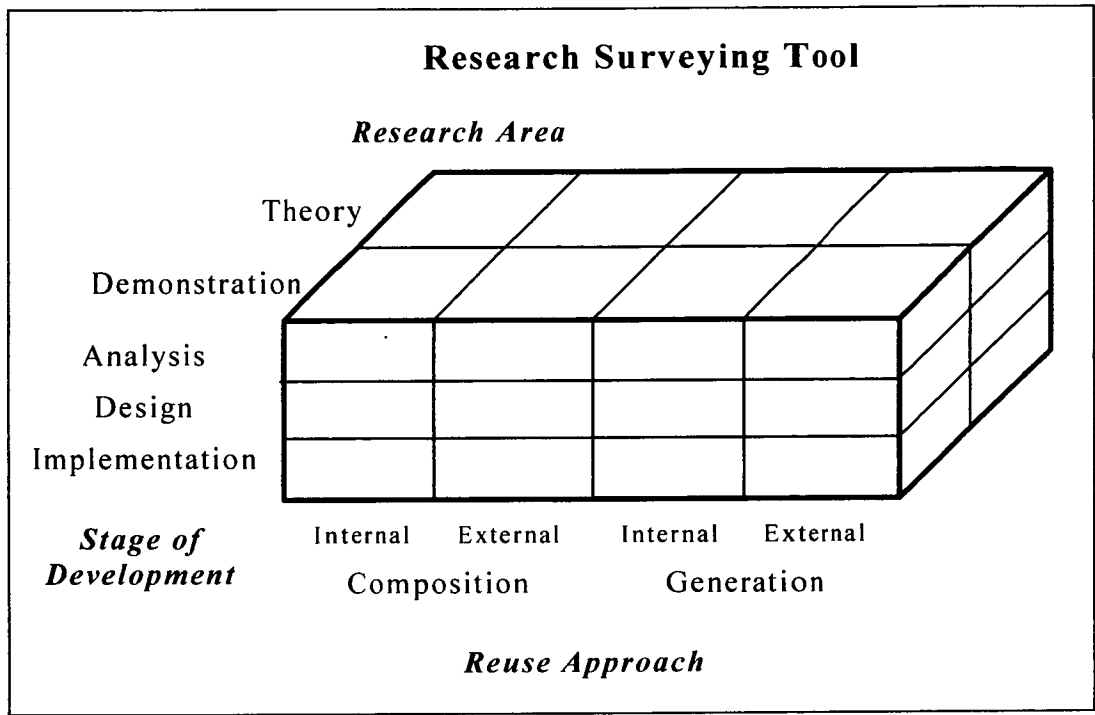 Research Surveying Tool
Research Area
Theory
Demonstration
Analysis
Design
Implementation
Stage of
Development
Internal External Internal External
Composition Generation
Reuse Approach